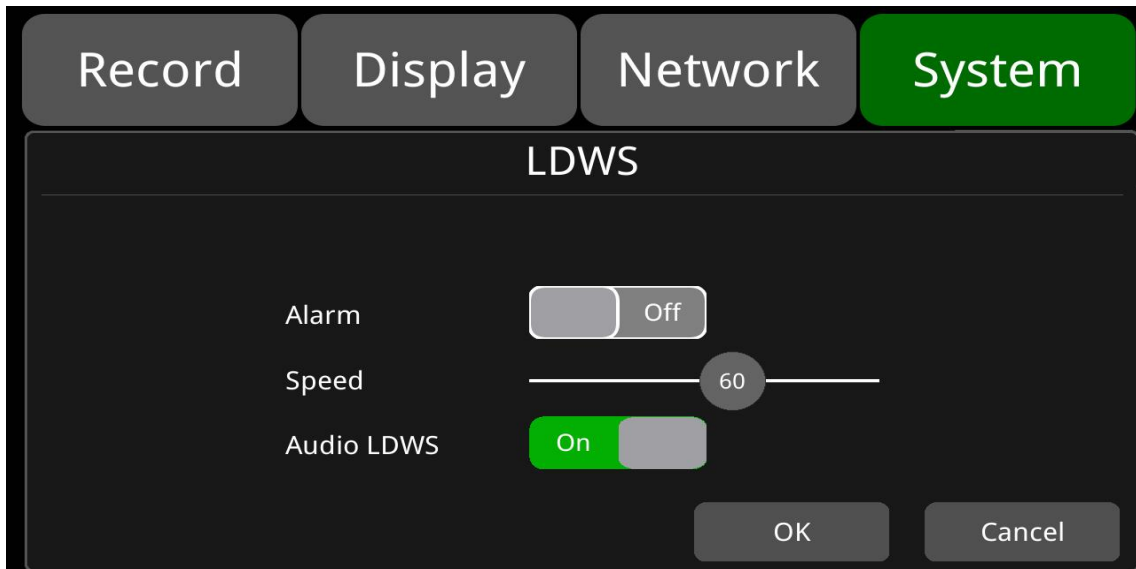 Record Display Network System
LDWS
Alarm Off
Speed 60
Audio LDWS On
OK Cancel